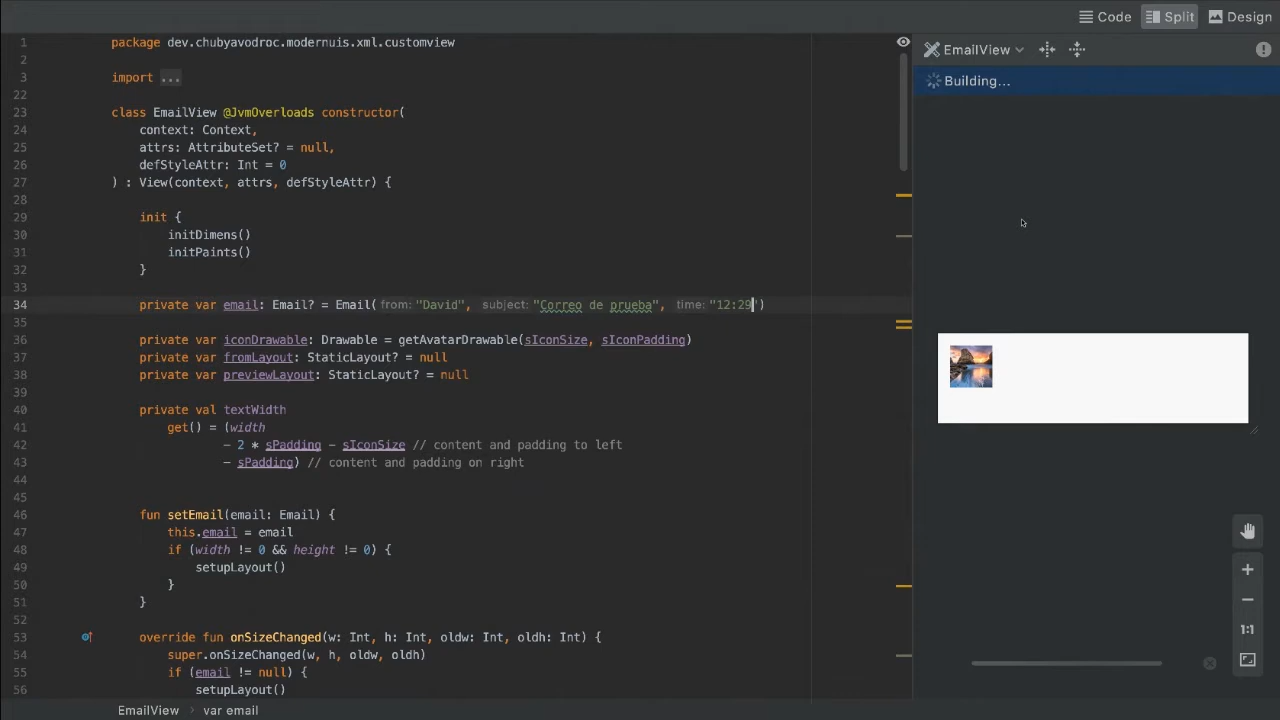 Code Split Design
1 package dev.chubyavodroc.modernuis.xml.customview
2
3 import ...
22
23 class EmailView @JvmOverloads constructor(
24 context: Context,
25 attrs: AttributeSet? = null,
26 defStyleAttr: Int = 0
27 ) : View(context, attrs, defStyleAttr) {
28
29 init {
30 initDimens()
31 initPaints()
32 }
33
34 private var email: Email? = Email( from: "David", subject: "Correo de prueba", time: "12:29")
35
36 private var iconDrawable: Drawable = getAvatarDrawable(sIconSize, sIconPadding)
37 private var fromLayout: StaticLayout? = null
38 private var previewLayout: StaticLayout? = null
39
40 private val textWidth
41 get() = (width
42 - 2 * sPadding - sIconSize // content and padding to left
43 - sPadding) // content and padding on right
44
45
46 fun setEmail(email: Email) {
47 this.email = email
48 if (width != 0 && height != 0) {
49 setupLayout()
50 }
51 }
52
53 override fun onSizeChanged(w: Int, h: Int, oldw: Int, oldh: Int) {
54 super.onSizeChanged(w, h, oldw, oldh)
55 if (email != null) {
56 setupLayout()
EmailView
Building...
1:1
EmailView › var email